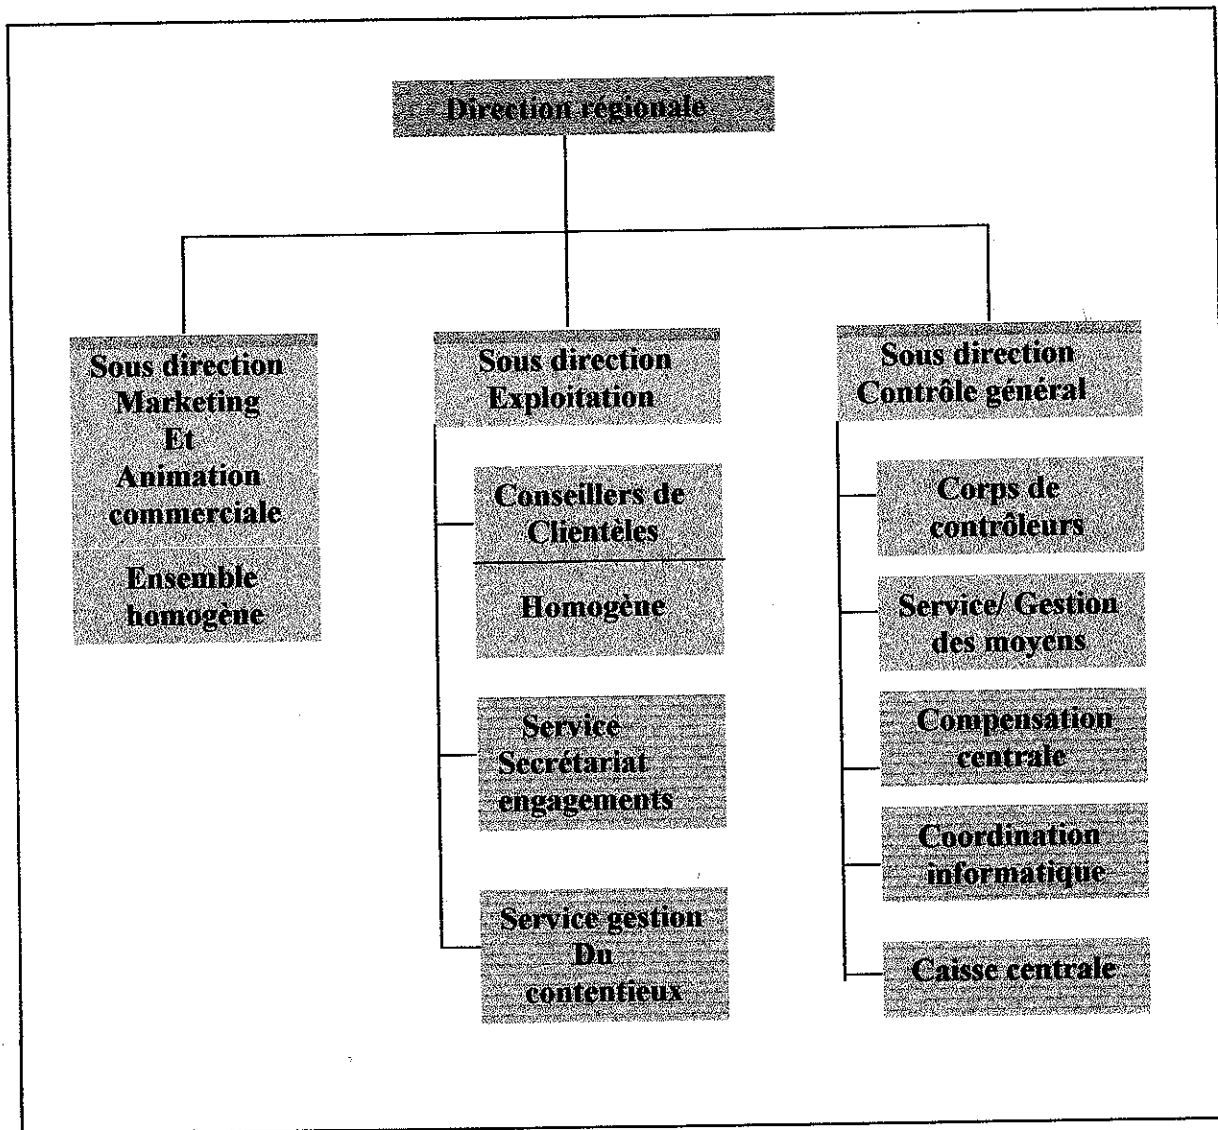 Direction régionale
Sous direction
Marketing
Et
Animation
commerciale
Ensemble
homogène
Sous direction
Exploitation
Conseillers de
Clientèles
Homogène
Service
Secrétariat
engagements
Service gestion
Du
contentieux
Sous direction
Contrôle général
Corps de
contrôleurs
Service/ Gestion
des moyens
Compensation
centrale
Coordination
informatique
Caisse centrale